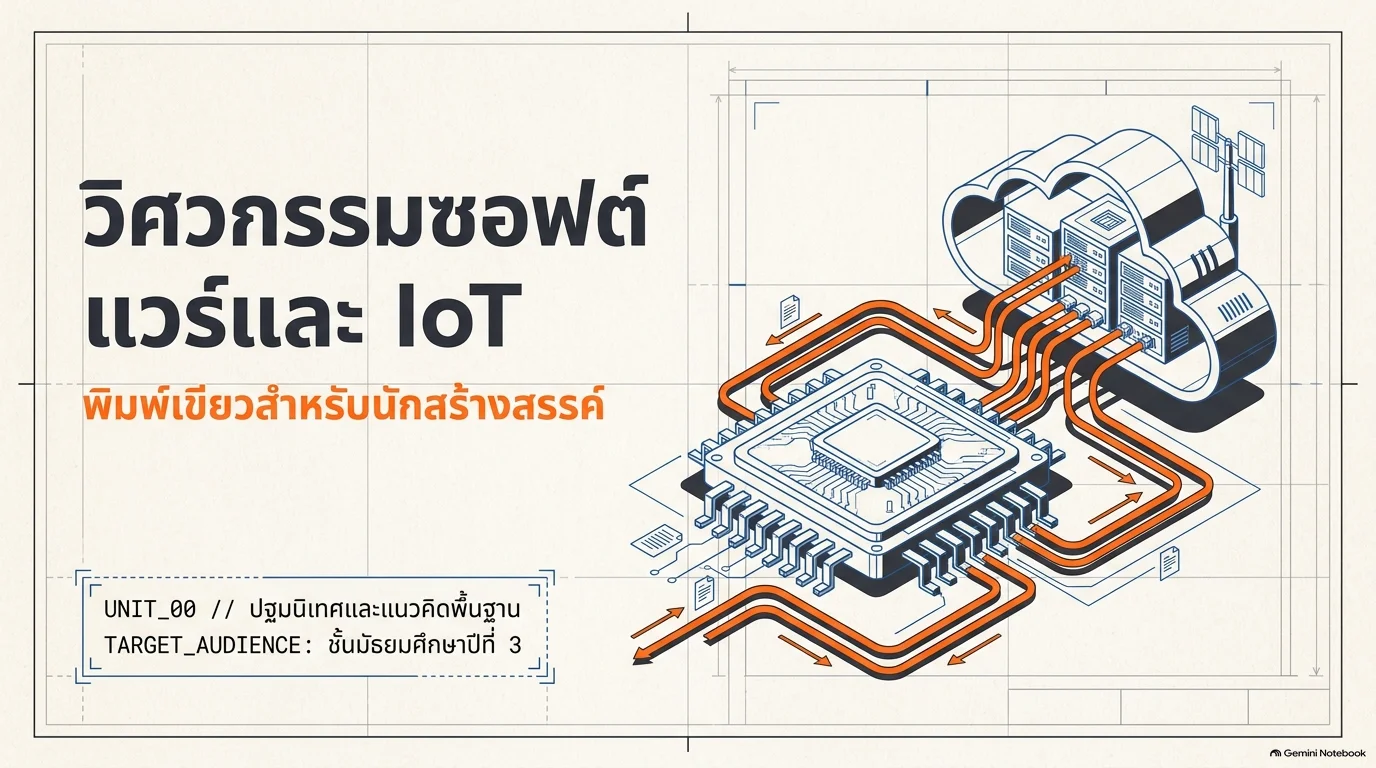 วิศวกรรมซอฟต์
แวร์และ IoT
พิมพ์เขียวสำหรับนักสร้างสรรค์
UNIT_00 // ปฐมนิเทศและแนวคิดพื้นฐาน
TARGET_AUDIENCE: ชั้นมัธยมศึกษาปีที่ 3
Gemini Notebook